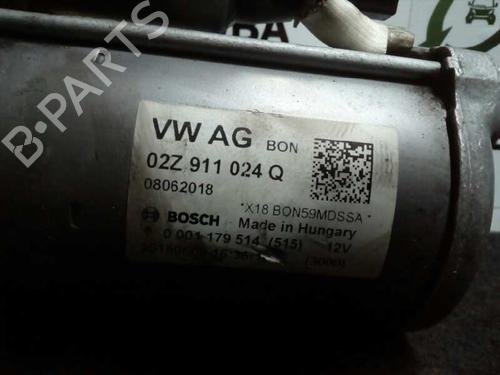 VW AG BON
02Z 911 024 Q
08062018
*X18 BON59MDSSA*
BOSCH Made in Hungary
0 001 179 514 (515) 12V
B-PARTS